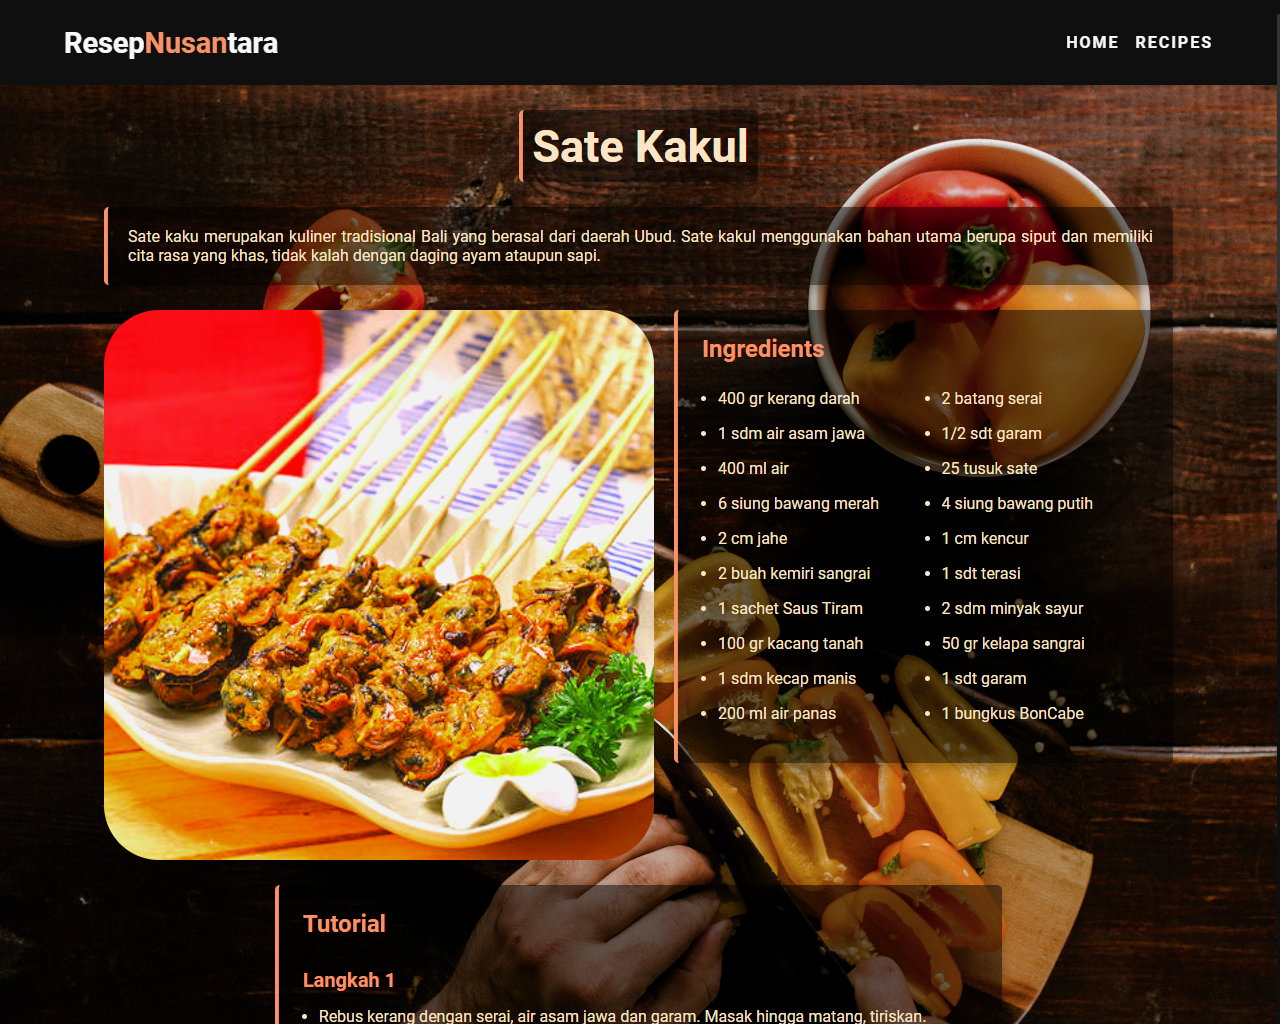 ResepNusantara
HOME RECIPES
Sate Kakul
Sate kaku merupakan kuliner tradisional Bali yang berasal dari daerah Ubud. Sate kakul menggunakan bahan utama berupa siput dan memiliki
cita rasa yang khas, tidak kalah dengan daging ayam ataupun sapi.
Ingredients
400 gr kerang darah
1 sdm air asam jawa
400 ml air
6 siung bawang merah
2 cm jahe
2 buah kemiri sangrai
1 sachet Saus Tiram
100 gr kacang tanah
1 sdm kecap manis
200 ml air panas
2 batang serai
1/2 sdt garam
25 tusuk sate
4 siung bawang putih
1 cm kencur
1 sdt terasi
2 sdm minyak sayur
50 gr kelapa sangrai
1 sdt garam
1 bungkus BonCabe
Tutorial
Langkah 1
Rebus kerang dengan serai, air asam jawa dan garam. Masak hingga matang, tiriskan.